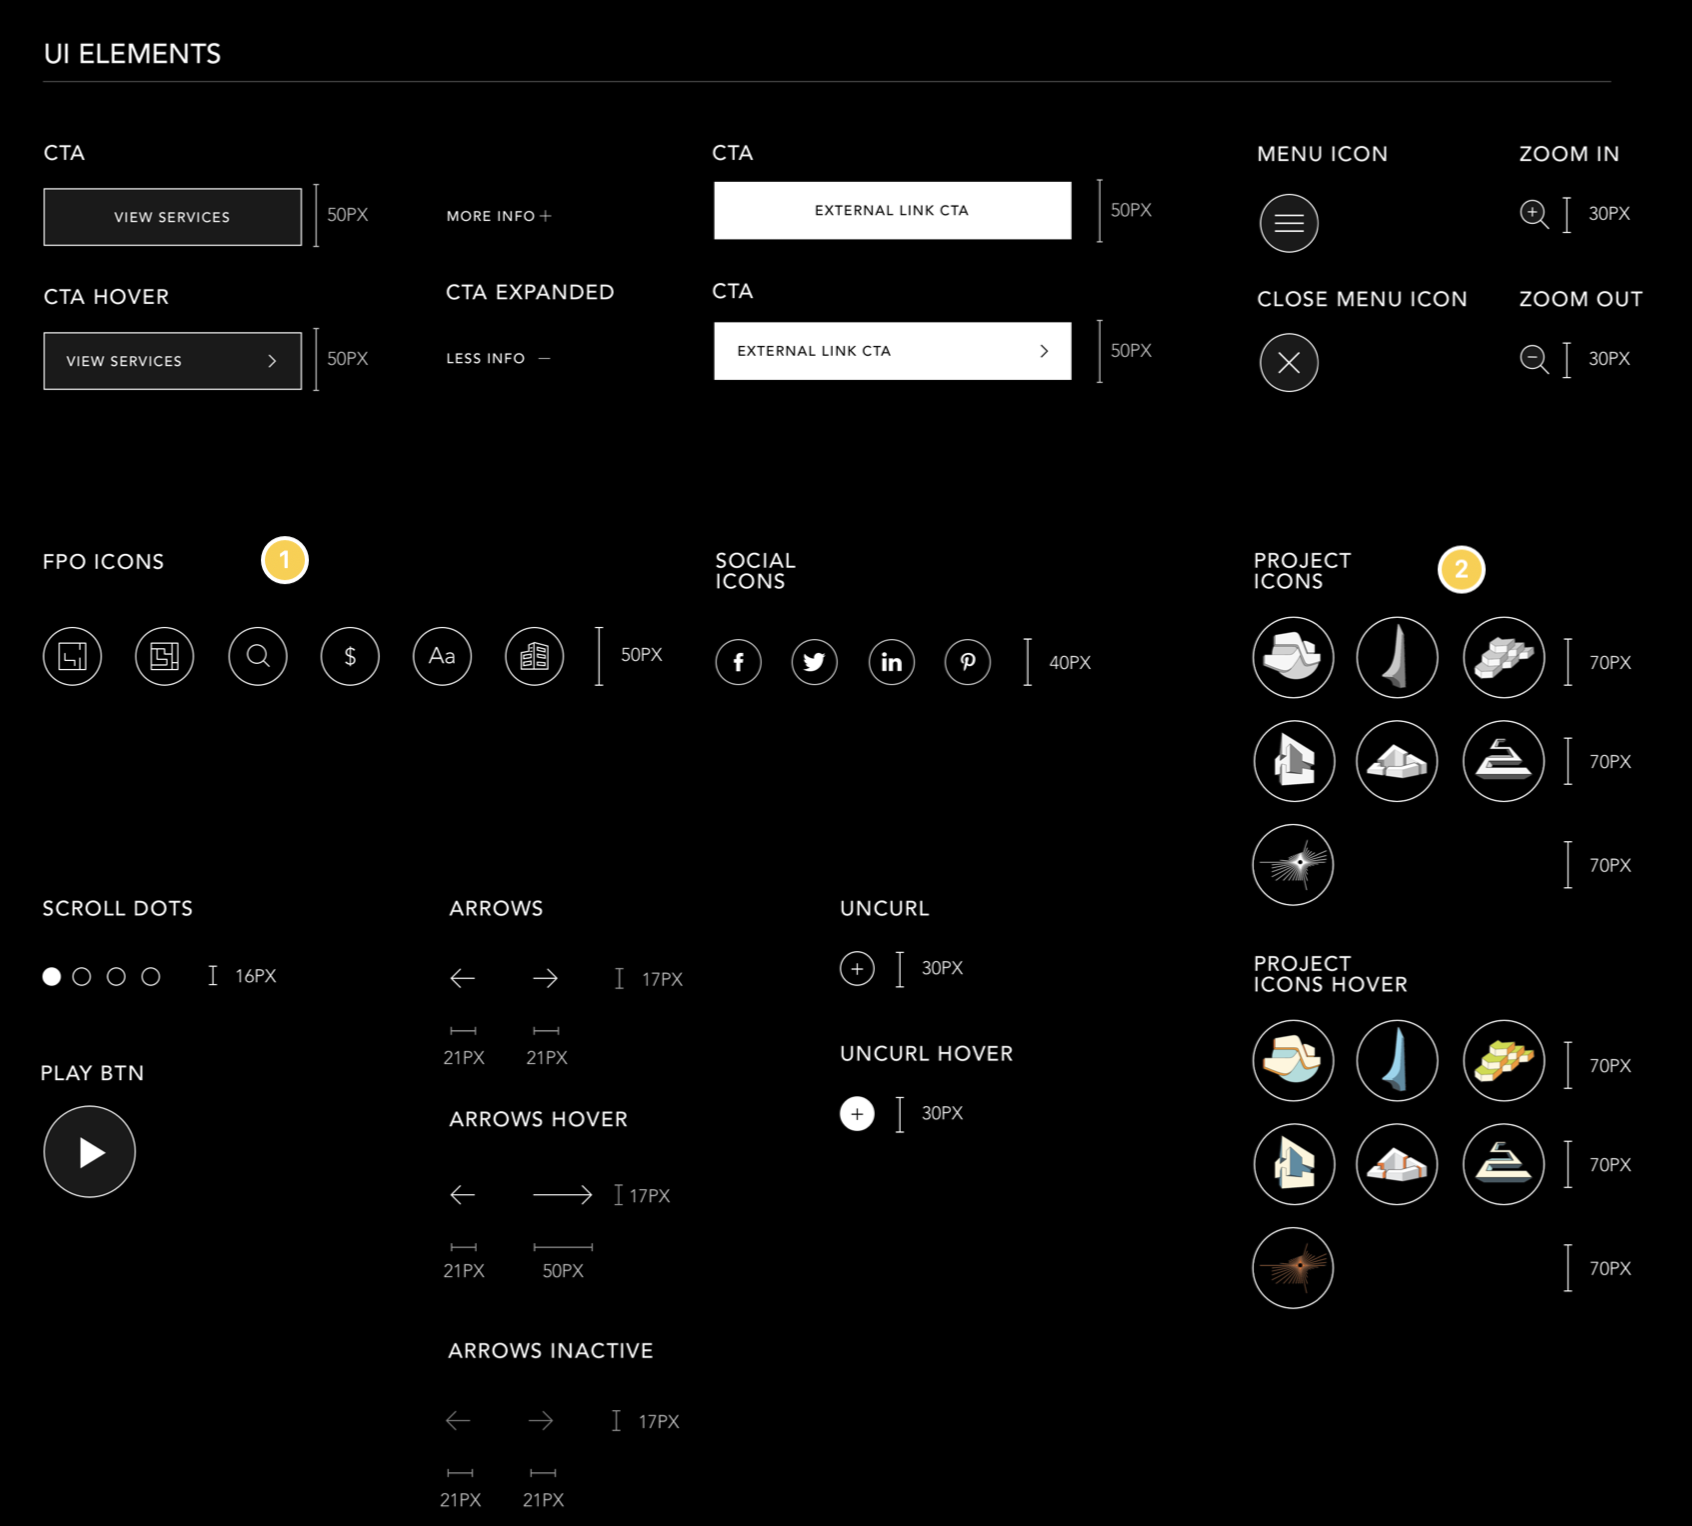 UI ELEMENTS
CTA
VIEW SERVICES
50PX
MORE INFO +
CTA
EXTERNAL LINK CTA
50PX
MENU ICON
ZOOM IN
30PX
CTA HOVER
VIEW SERVICES
50PX
CTA EXPANDED
LESS INFO –
CTA
EXTERNAL LINK CTA
50PX
CLOSE MENU ICON
ZOOM OUT
30PX
FPO ICONS
1
$
Aa
50PX
SOCIAL
ICONS
f
in
40PX
PROJECT
ICONS
2
70PX
70PX
70PX
SCROLL DOTS
16PX
PLAY BTN
ARROWS
17PX
21PX
21PX
ARROWS HOVER
17PX
21PX
50PX
ARROWS INACTIVE
17PX
21PX
21PX
UNCURL
30PX
UNCURL HOVER
30PX
PROJECT
ICONS HOVER
70PX
70PX
70PX